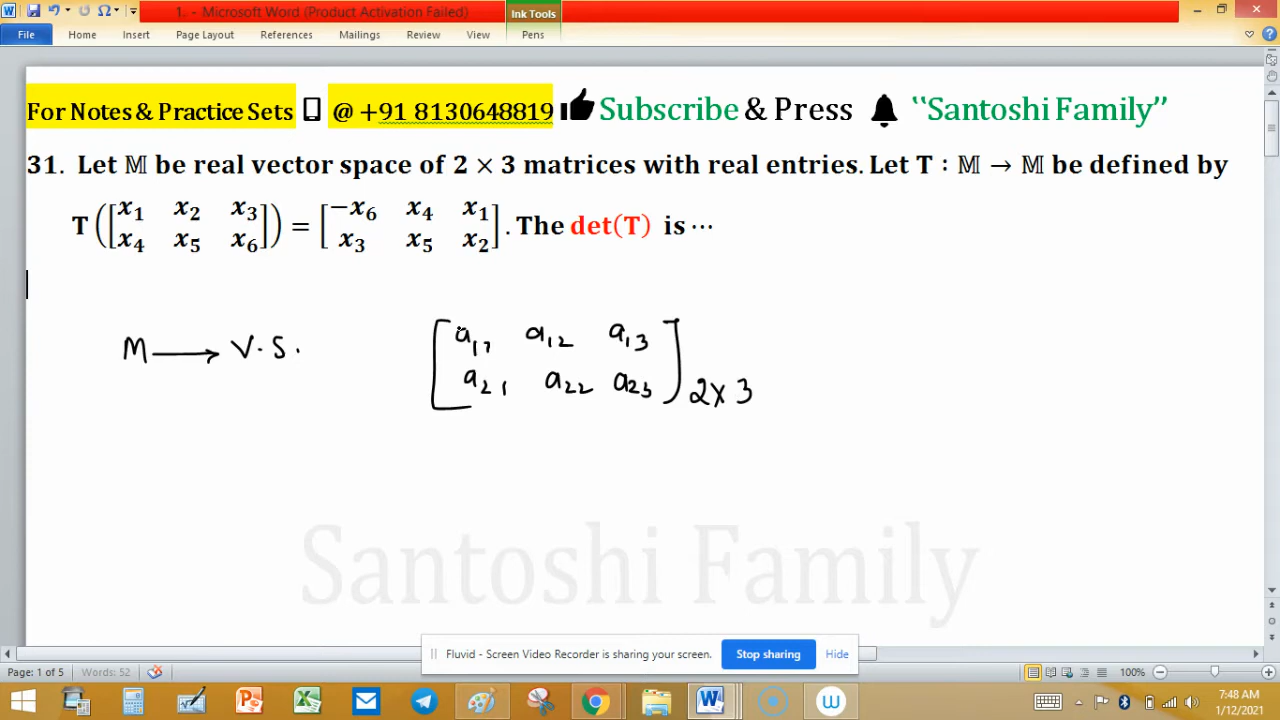 1. - Microsoft Word (Product Activation Failed)
Ink Tools
File Home Insert Page Layout References Mailings Review View Pens
For Notes & Practice Sets @ +91 8130648819 Subscribe & Press ‘‘Santoshi Family’’
31. Let 𝕄 be real vector space of 2 × 3 matrices with real entries. Let T : 𝕄 → 𝕄 be defined by
T([x₁ x₂ x₃ x₄ x₅ x₆]) = [−x₆ x₄ x₁ x₃ x₅ x₂]. The det(T) is ⋯
M → V.S.
[a₁₁ a₁₂ a₁₃
a₂₁ a₂₂ a₂₃] 2×3
Santoshi Family
Fluvid - Screen Video Recorder is sharing your screen. Stop sharing Hide
Page: 1 of 5 Words: 52 100%
7:48 AM
1/12/2021